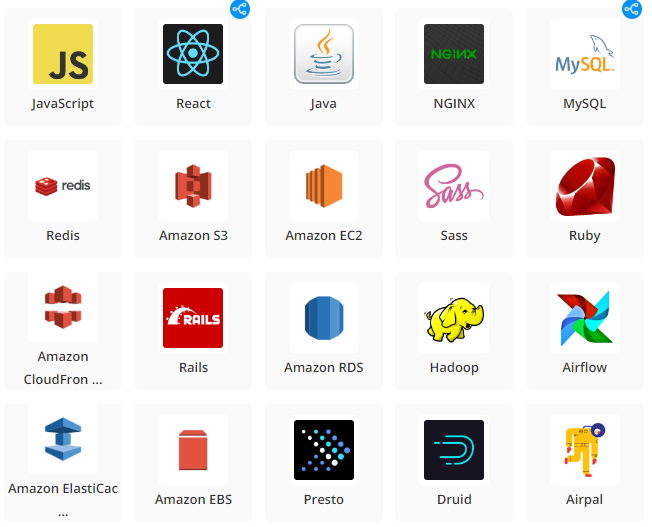 JS
JavaScript
React
Java
NGINX
NGINX
MySQL
MySQL
redis
Redis
Amazon S3
Amazon EC2
Sass
Sass
Ruby
Amazon
CloudFron ...
RAILS
Rails
Amazon RDS
Hadoop
Airflow
Amazon ElastiCac
...
Amazon EBS
Presto
Druid
Airpal